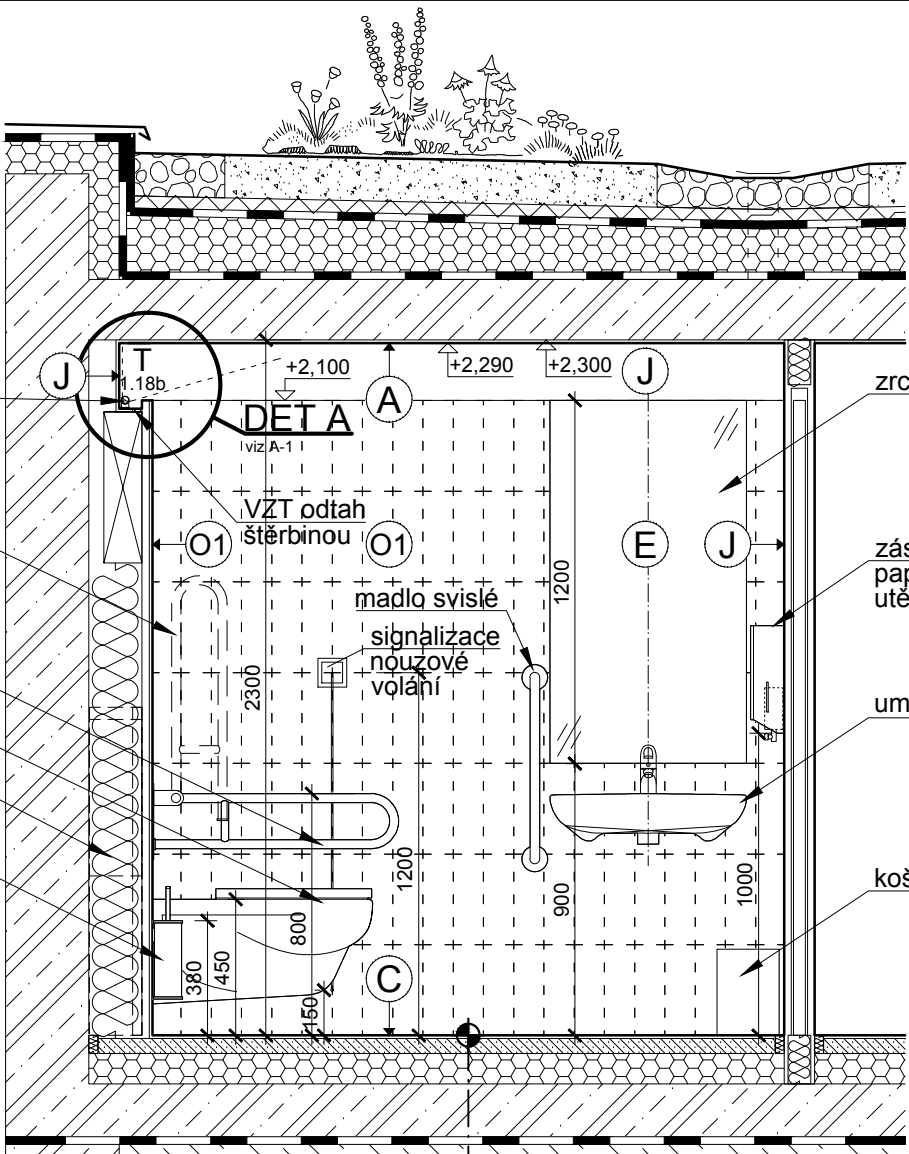 J
T
1.18b
+2,100
A
+2,290
+2,300
J
zrc
DET A
viz A-1
VZT odtah
štěrbinou
O1
O1
E
J
zás
pap
utě
1200
madlo svislé
signalizace
nouzové
volání
2300
um
1200
900
1000
koš
800
450
380
150
C